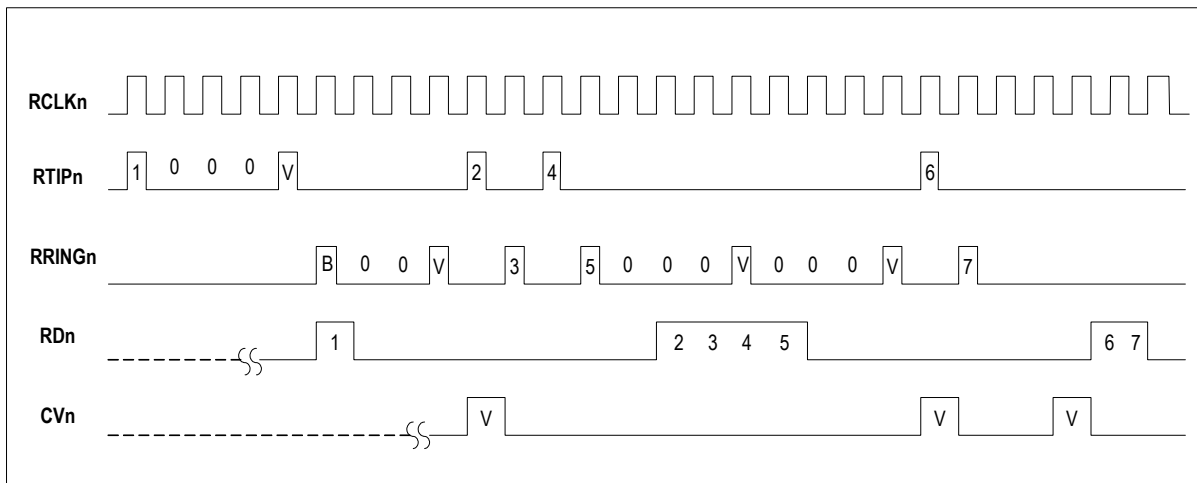 RCLKn
RTIPn 1 0 0 0 V 2 4 6
RRINGn B 0 0 V 3 5 0 0 0 V 0 0 0 V 7
RDn 1 2 3 4 5 6 7
CVn V V V